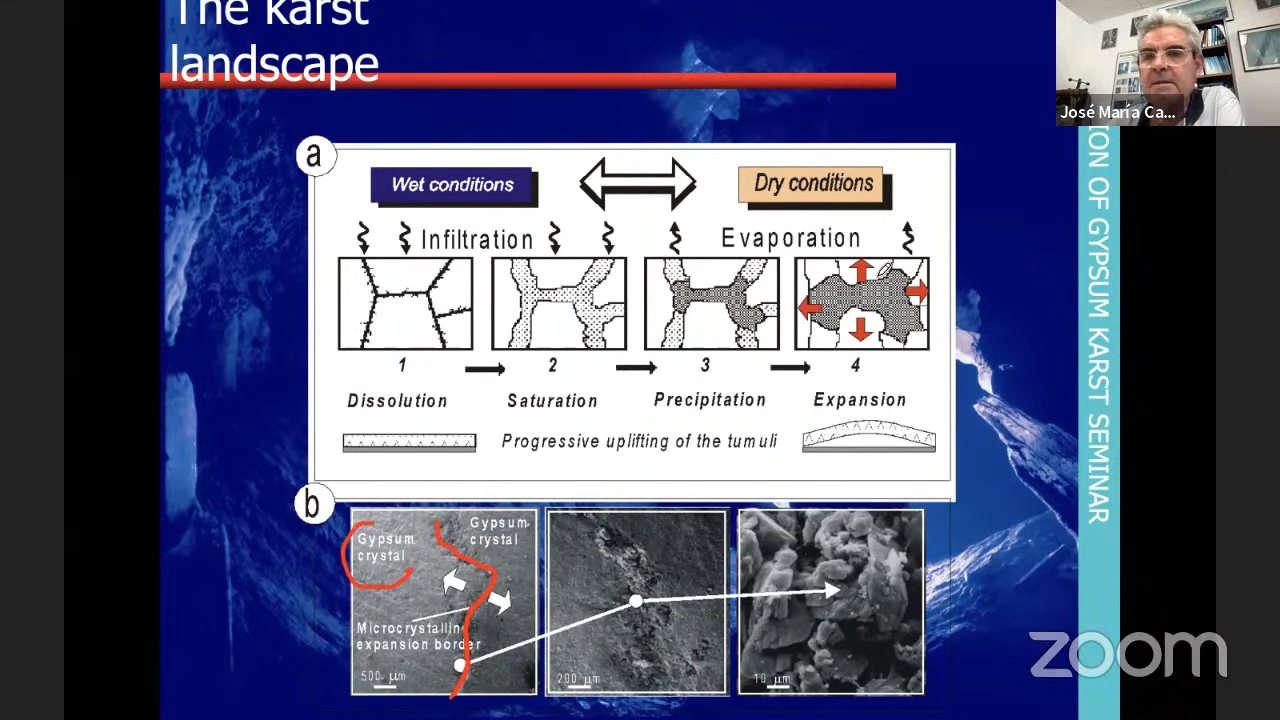 The karst
landscape
José María Ca...
a
Wet conditions
Dry conditions
Infiltration
Evaporation
1
2
3
4
Dissolution
Saturation
Precipitation
Expansion
Progressive uplifting of the tumuli
b
Gypsum
crystal
Gypsum
crystal
Microcrystallin
expansion border
500 μm
200 μm
10 μm
ION OF GYPSUM KARST SEMINAR
zoom